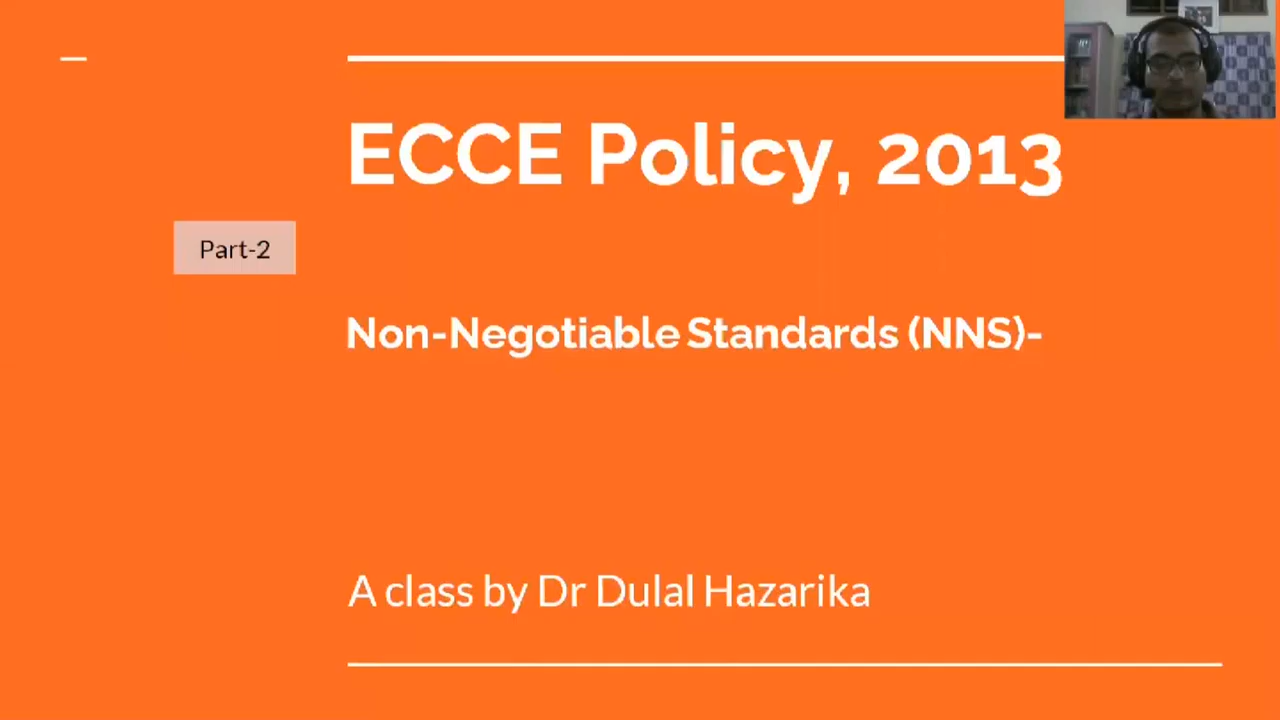 ECCE Policy, 2013
Part-2
Non-Negotiable Standards (NNS)-
A class by Dr Dulal Hazarika